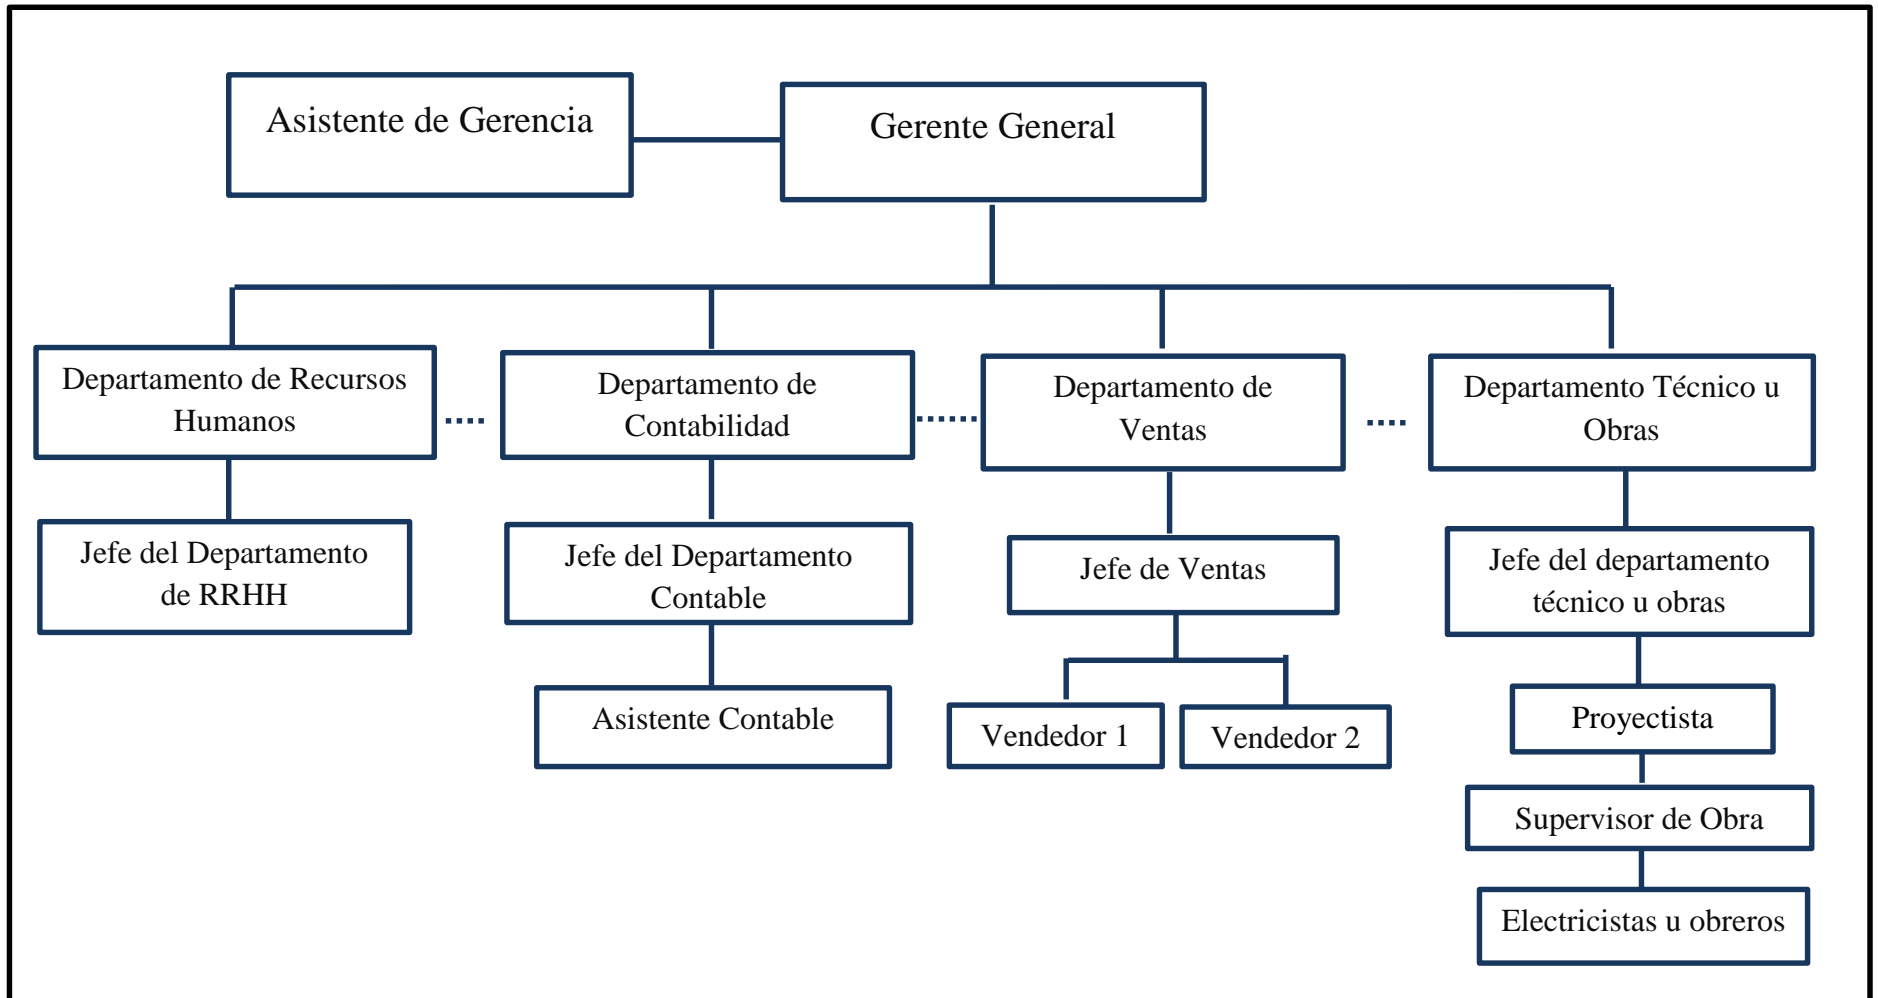 Asistente de Gerencia
Gerente General
Departamento de Recursos
Humanos
Departamento de
Contabilidad
Departamento de
Ventas
Departamento Técnico u
Obras
Jefe del Departamento
de RRHH
Jefe del Departamento
Contable
Jefe de Ventas
Jefe del departamento
técnico u obras
Asistente Contable
Vendedor 1
Vendedor 2
Proyectista
Supervisor de Obra
Electricistas u obreros